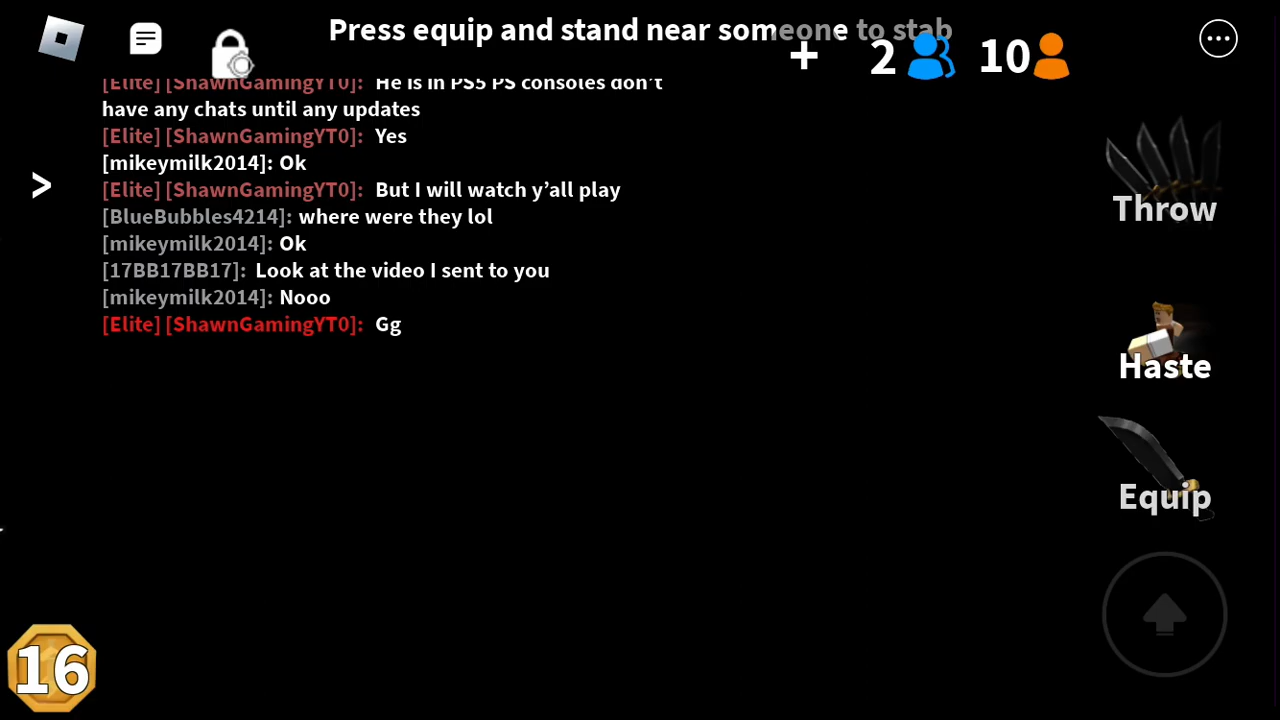 Press equip and stand near someone to stab
2 10
[Elite] [ShawnGamingYT0]: He is in PS5 PS consoles don't
have any chats until any updates
[Elite] [ShawnGamingYT0]: Yes
[mikeymilk2014]: Ok
[Elite] [ShawnGamingYT0]: But I will watch y’all play
[BlueBubbles4214]: where were they lol
[mikeymilk2014]: Ok
[17BB17BB17]: Look at the video I sent to you
[mikeymilk2014]: Nooo
[Elite] [ShawnGamingYT0]: Gg
Throw
Haste
Equip
16